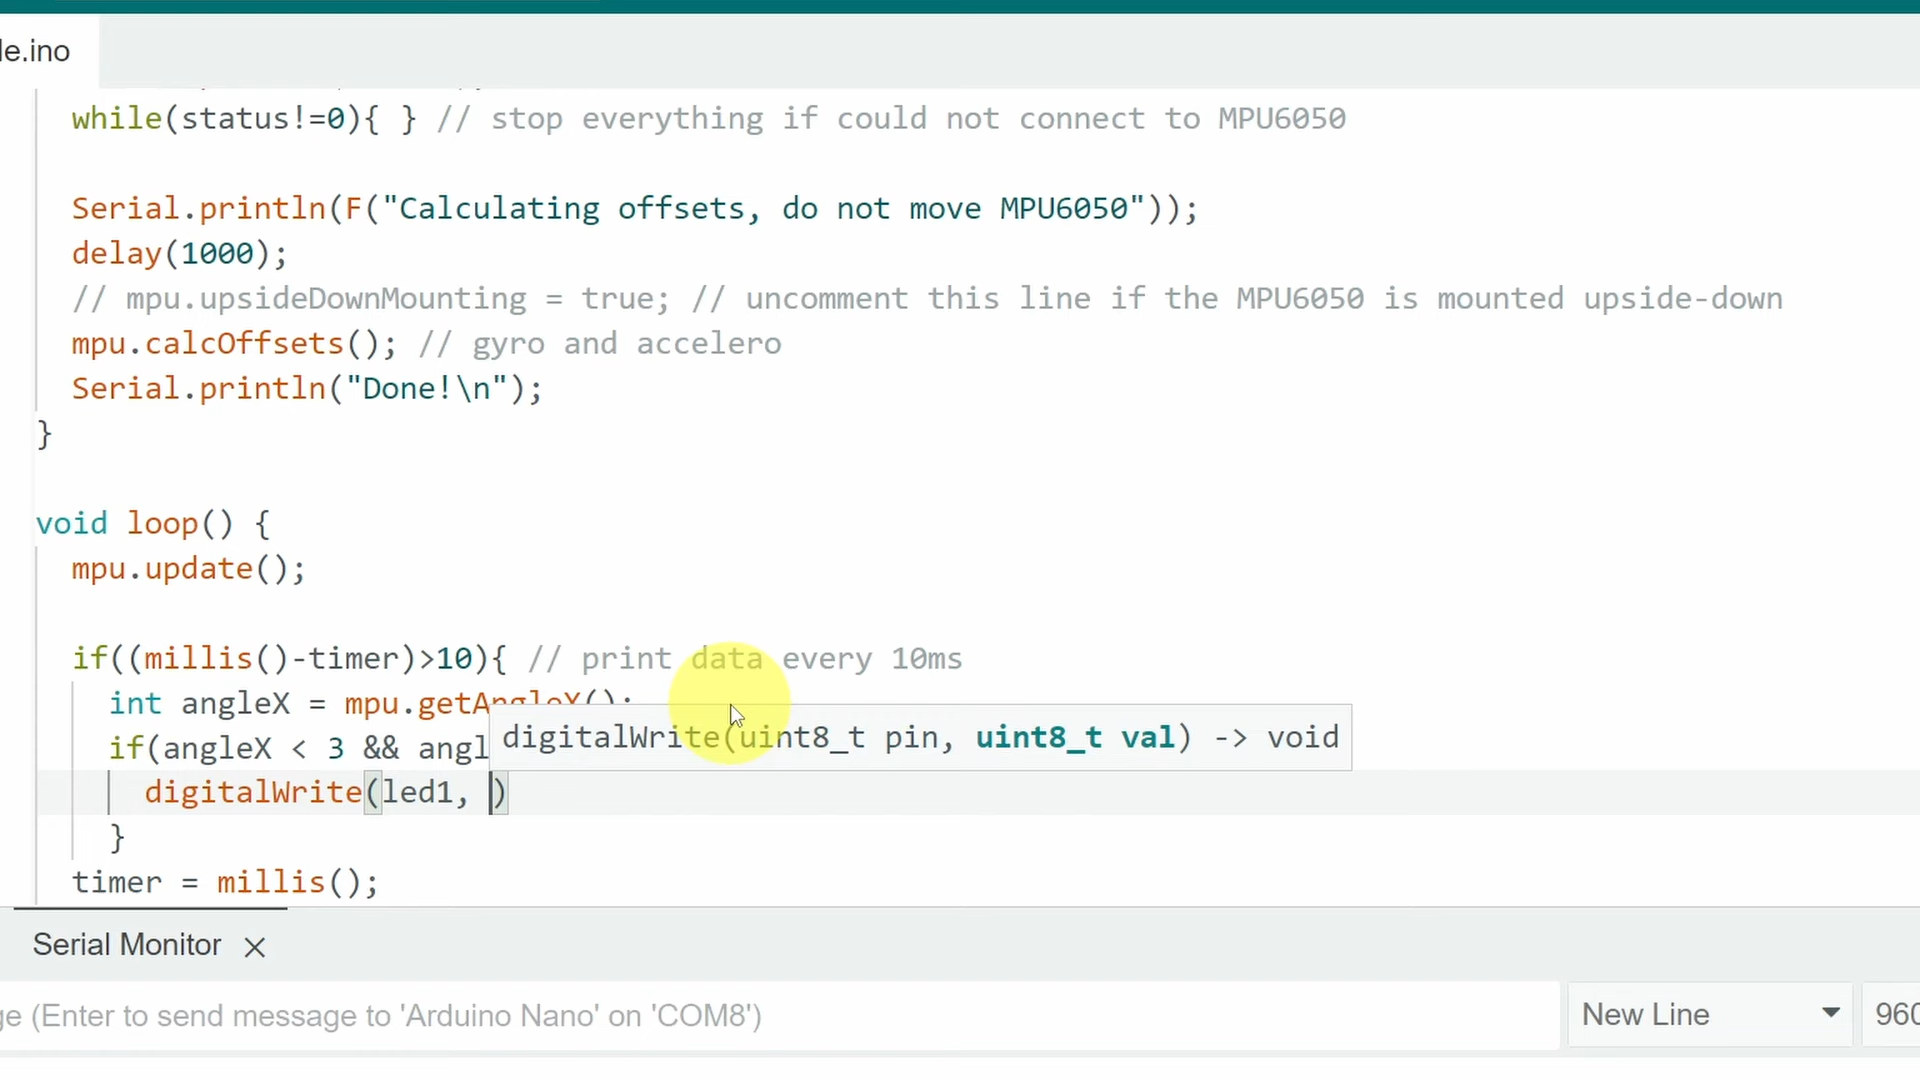 le.ino
while(status!=0){ } // stop everything if could not connect to MPU6050
Serial.println(F("Calculating offsets, do not move MPU6050"));
delay(1000);
// mpu.upsideDownMounting = true; // uncomment this line if the MPU6050 is mounted upside-down
mpu.calcOffsets(); // gyro and accelero
Serial.println("Done!\n");
}
void loop() {
mpu.update();
if((millis()-timer)>10){ // print data every 10ms
int angleX = mpu.getAngleX();
if(angleX < 3 && angl
digitalWrite(uint8_t pin, uint8_t val) -> void
digitalWrite(led1, )
}
timer = millis();
Serial Monitor
ge (Enter to send message to 'Arduino Nano' on 'COM8')
New Line
960